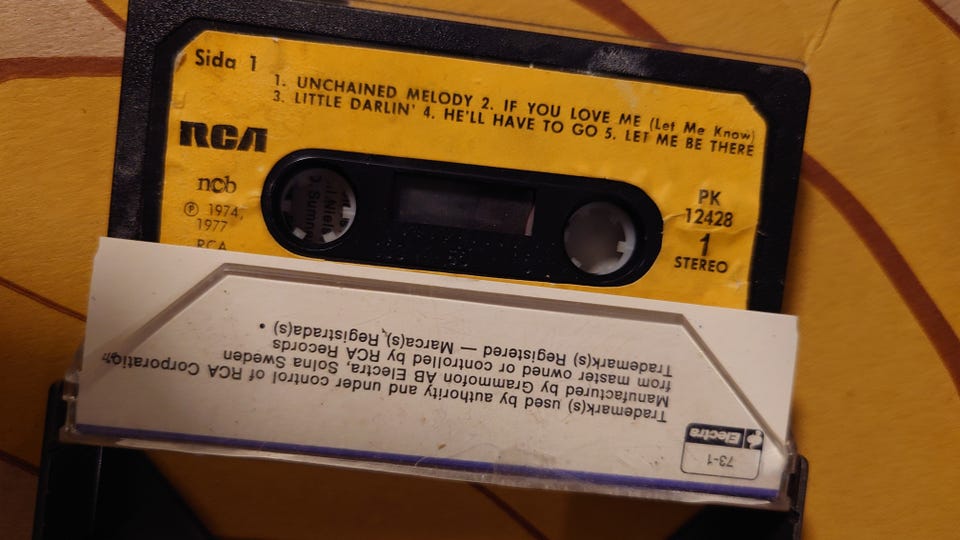 Sida 1
1. UNCHAINED MELODY 2. IF YOU LOVE ME (Let Me Know)
3. LITTLE DARLIN' 4. HE'LL HAVE TO GO 5. LET ME BE THERE
RCA
ncb
℗ 1974,
1977
RCA
PK
12428
1
STEREO
Trademark(s) used by authority and under control of RCA Corporation
Manufactured by Grammofon AB Electra, Solna Sweden
from master owned or controlled by RCA Records
Trademark(s) Registered — Marca(s) Registrada(s) •
Electra
73-1